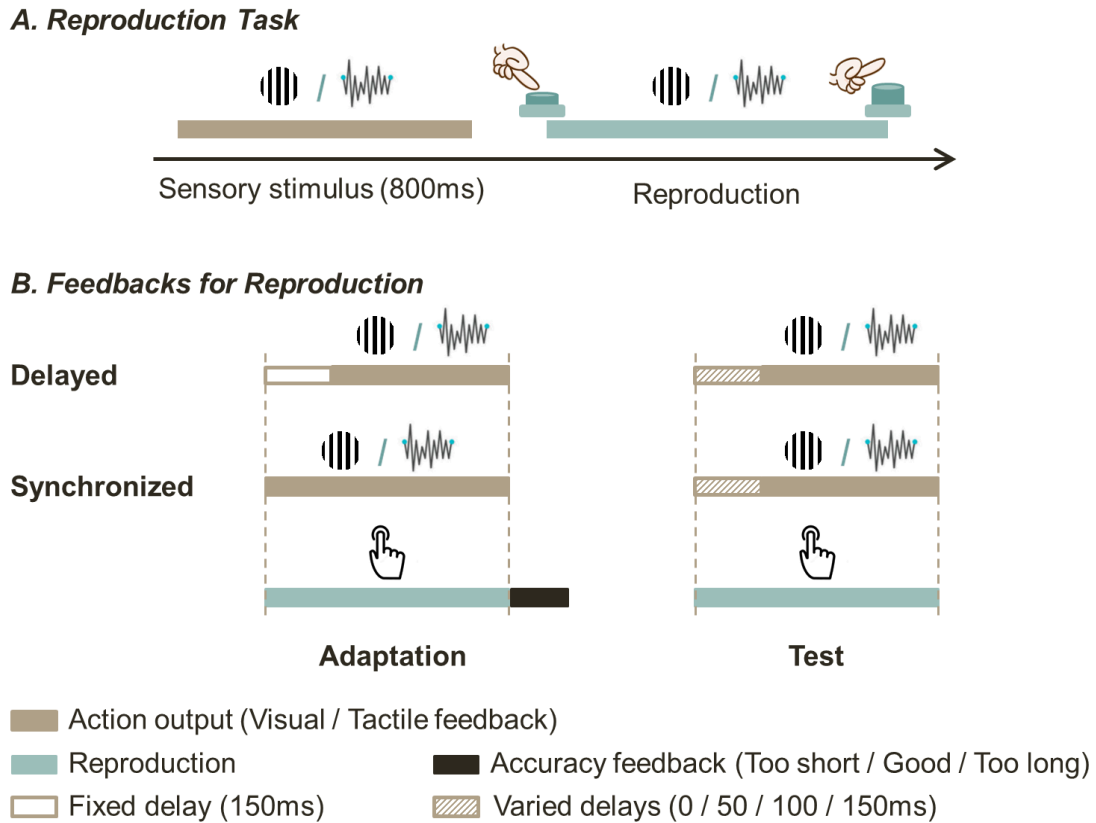 A. Reproduction Task
/
/
Sensory stimulus (800ms)
Reproduction
B. Feedbacks for Reproduction
/
/
Delayed
/
/
Synchronized
Adaptation
Test
Action output (Visual / Tactile feedback)
Reproduction
Accuracy feedback (Too short / Good / Too long)
Fixed delay (150ms)
Varied delays (0 / 50 / 100 / 150ms)